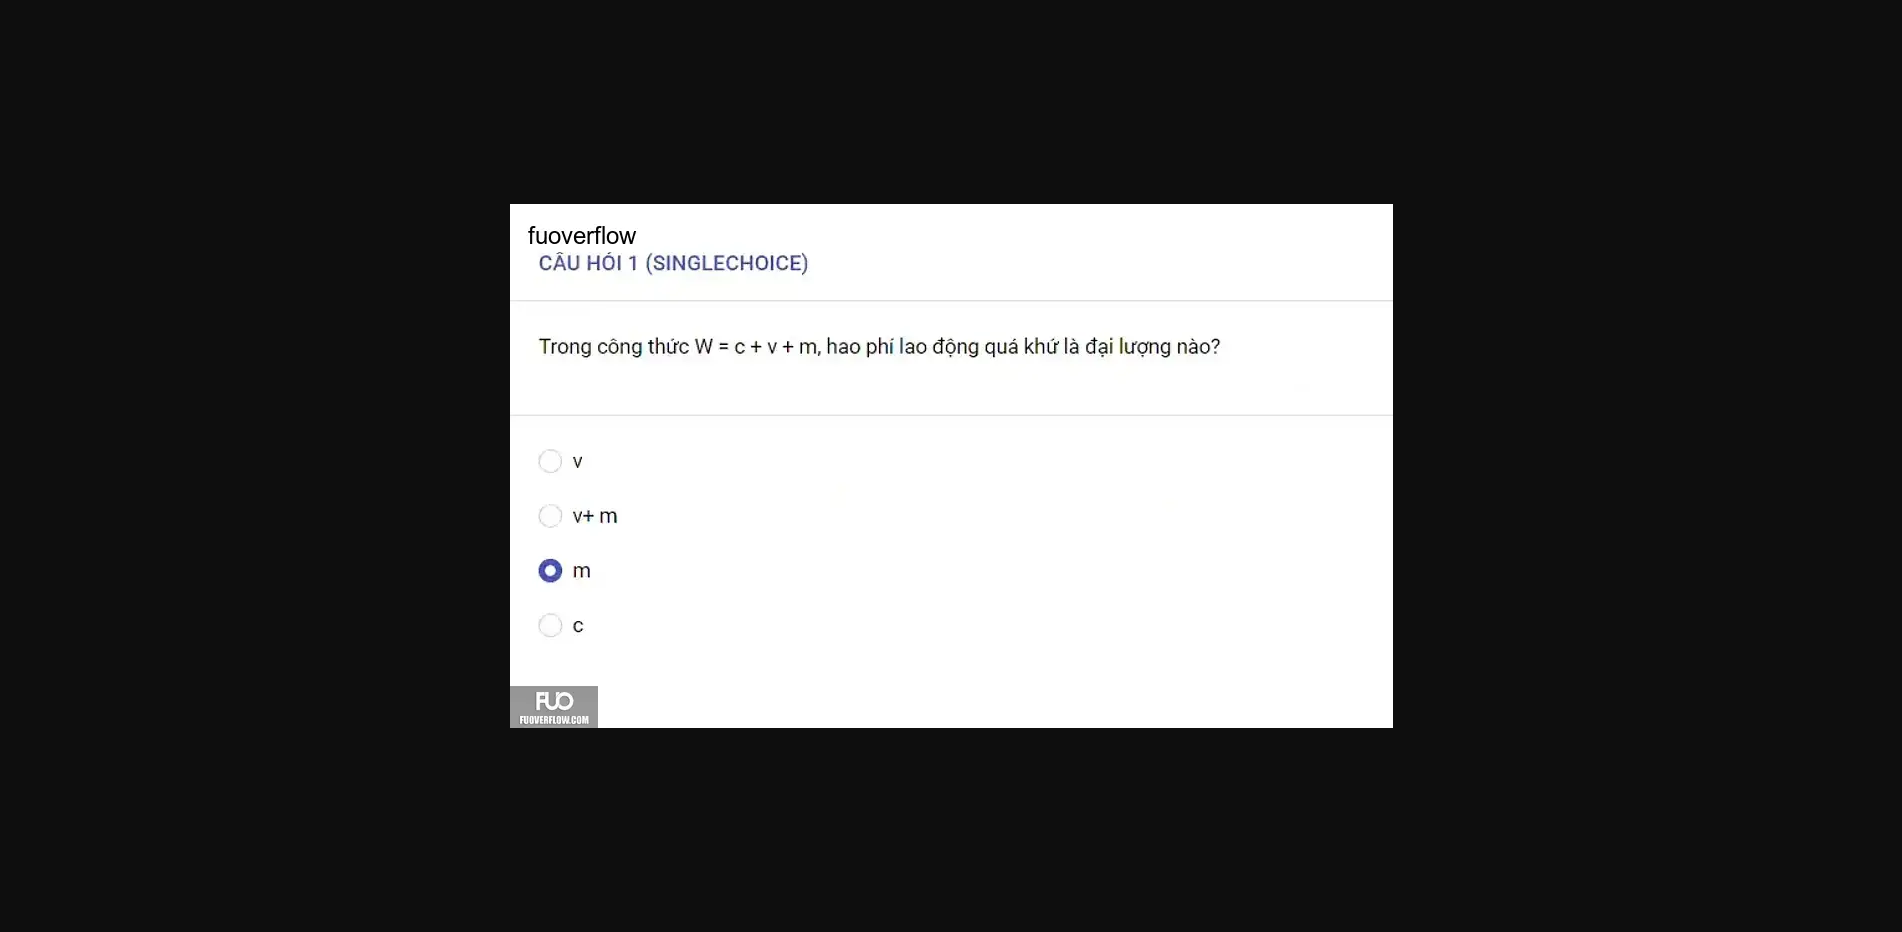 fuoverflow
CÂU HỎI 1 (SINGLECHOICE)
Trong công thức W = c + v + m, hao phí lao động quá khứ là đại lượng nào?
v
v+ m
m
c
FUO
FUOVERFLOW.COM